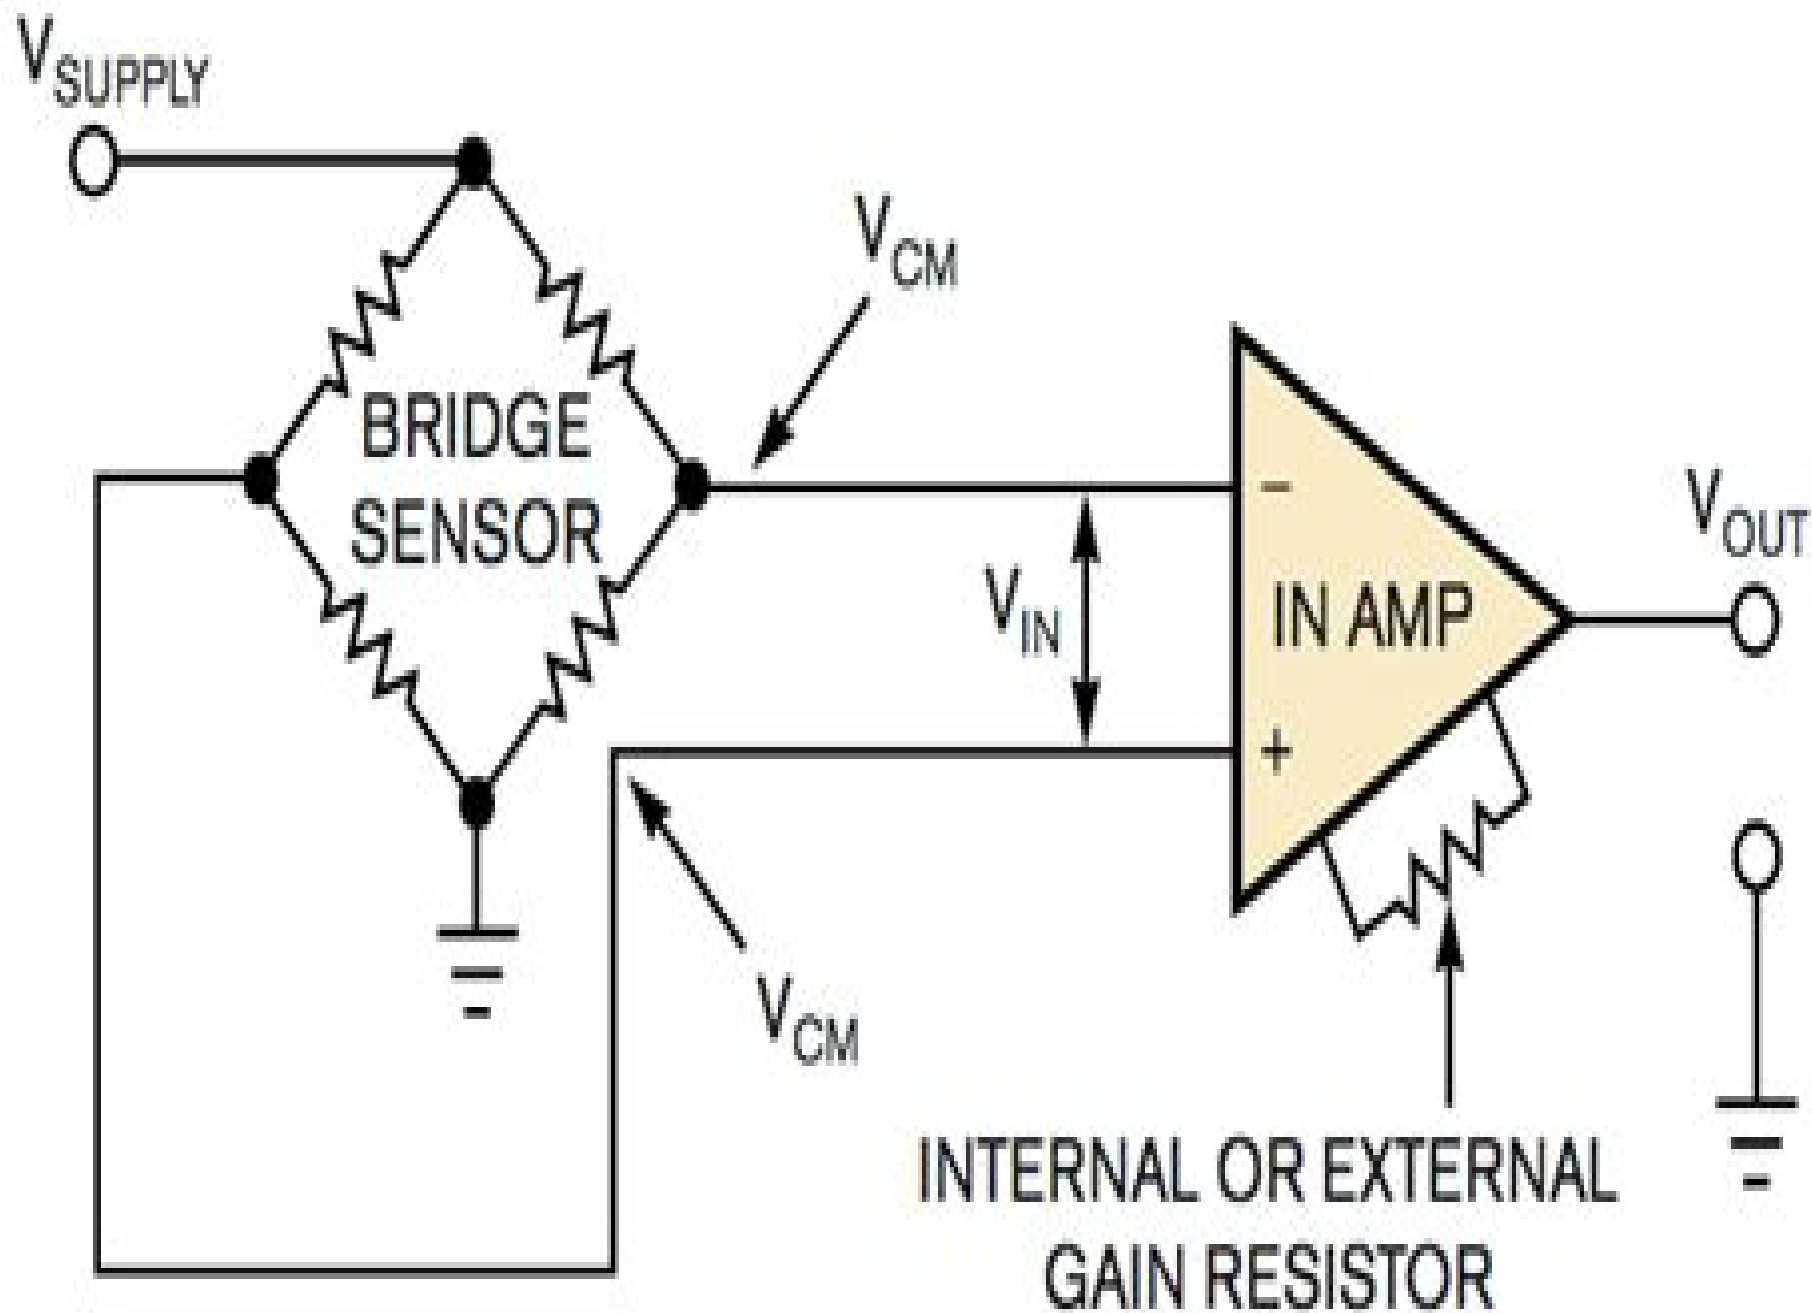 VSUPPLY
VCM
BRIDGE
SENSOR
-
VIN
IN AMP
VOUT
+
VCM
INTERNAL OR EXTERNAL
GAIN RESISTOR